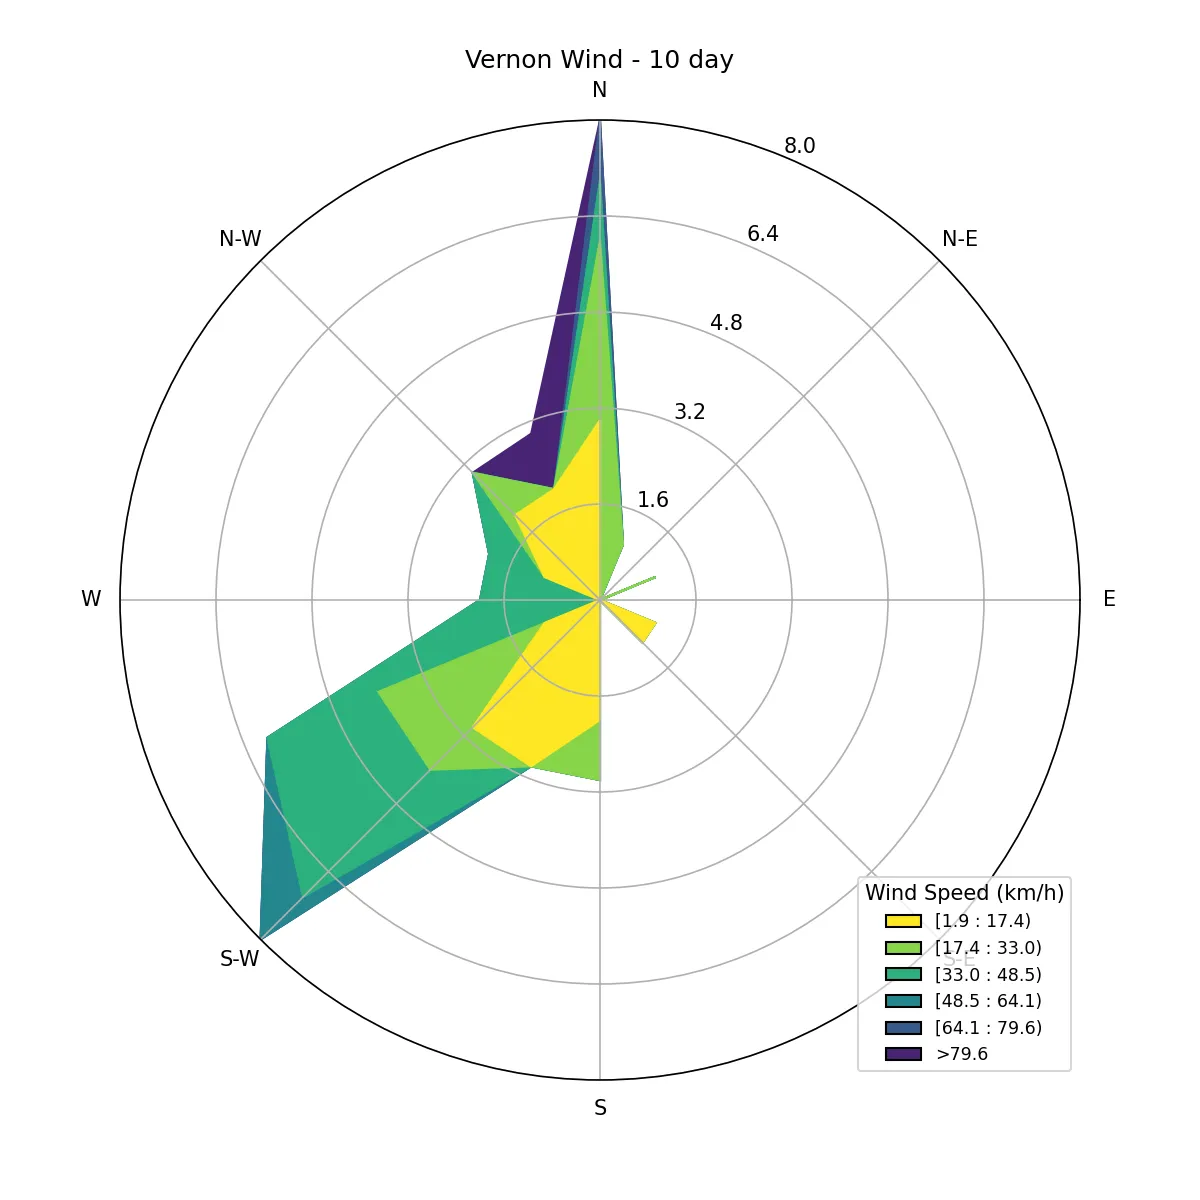 Vernon Wind - 10 day
N
8.0
N-W
6.4
N-E
4.8
3.2
1.6
W
E
Wind Speed (km/h)
[1.9 : 17.4)
[17.4 : 33.0)
S-W
S-E
[33.0 : 48.5)
[48.5 : 64.1)
[64.1 : 79.6)
>79.6
S